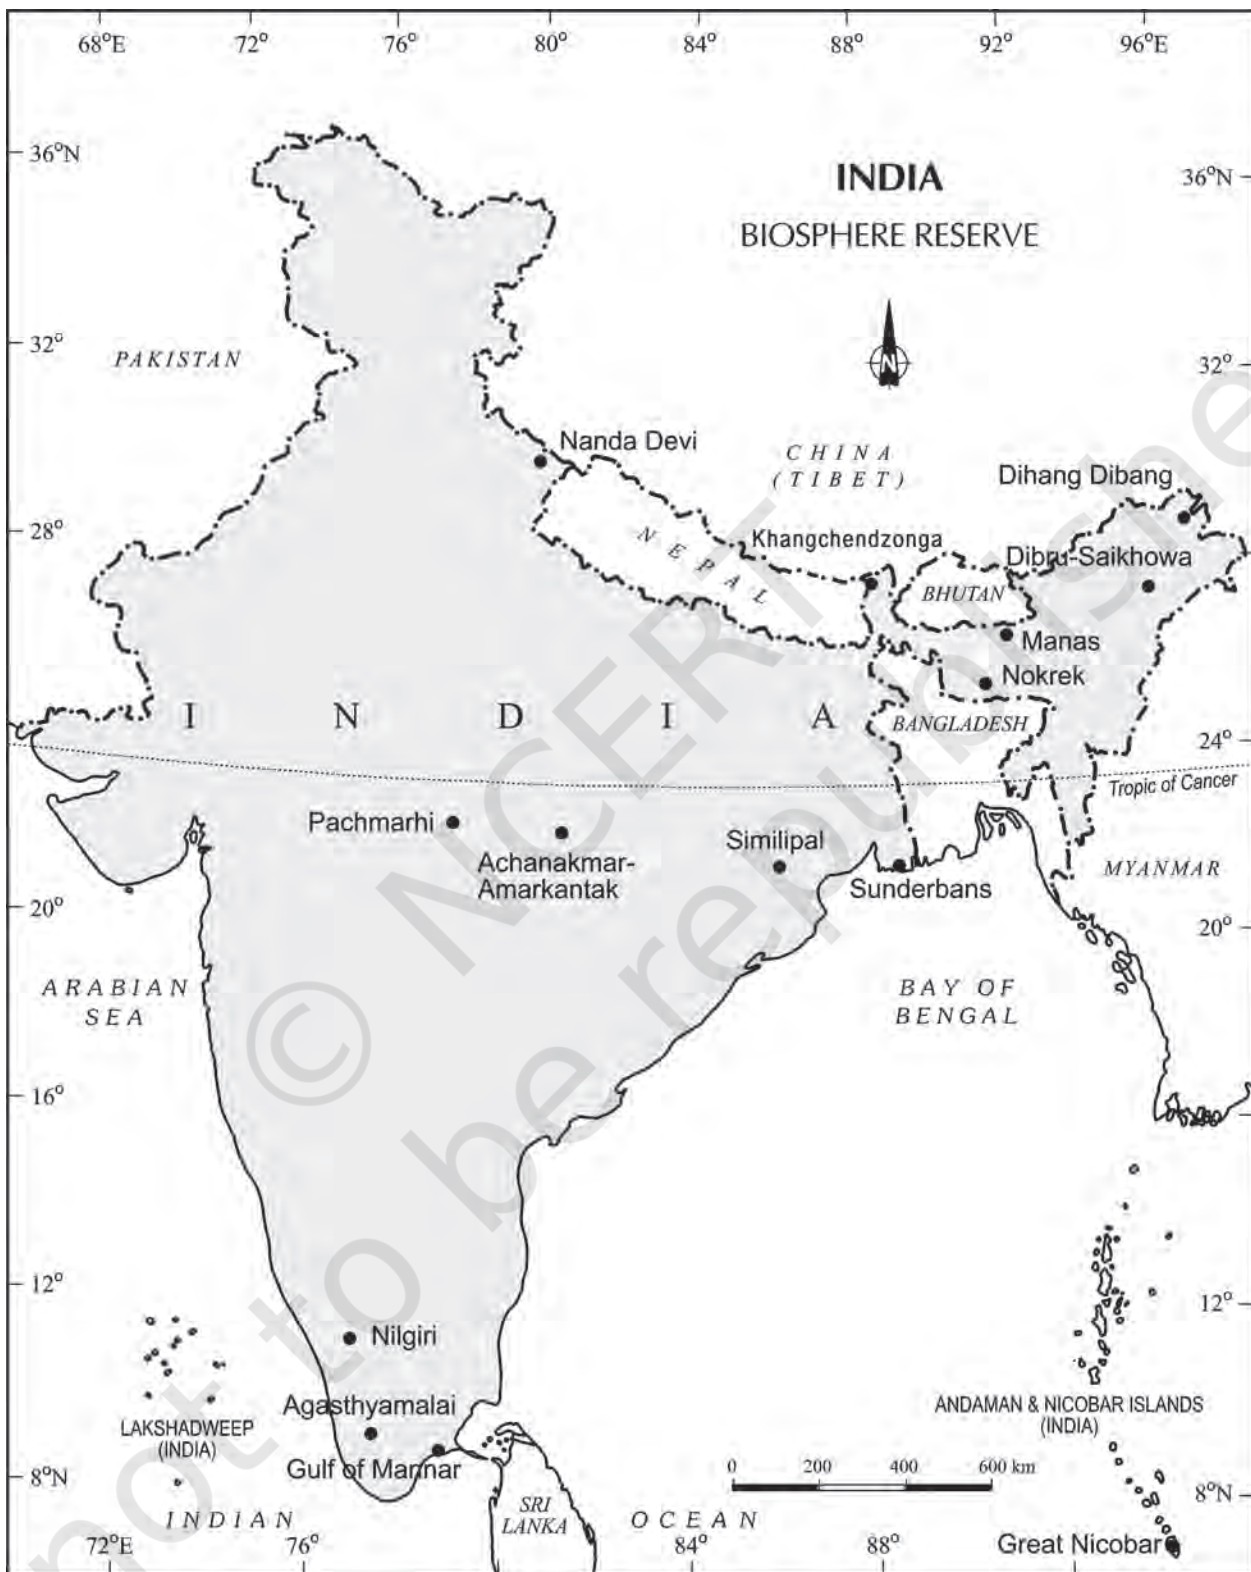 68°E 72° 76° 80° 84° 88° 92° 96°E
36°N
INDIA
36°N
BIOSPHERE RESERVE
32°
PAKISTAN
N
32°
Nanda Devi
CHINA
(TIBET)
Dihang Dibang
28°
NEPAL
Khangchendzonga
Dibru-Saikhowa
BHUTAN
Manas
Nokrek
I N D I A
BANGLADESH
24°
Tropic of Cancer
Pachmarhi
Achanakmar-
Amarkantak
Similipal
Sunderbans
MYANMAR
20°
20°
ARABIAN
SEA
BAY OF
BENGAL
16°
12°
12°
Nilgiri
Agasthyamalai
LAKSHADWEEP
(INDIA)
ANDAMAN & NICOBAR ISLANDS
(INDIA)
Gulf of Mannar
8°N
0 200 400 600 km
8°N
INDIAN
SRI
LANKA
OCEAN
Great Nicobar
72°E 76° 84° 88°
© NCERT
not to be republishe